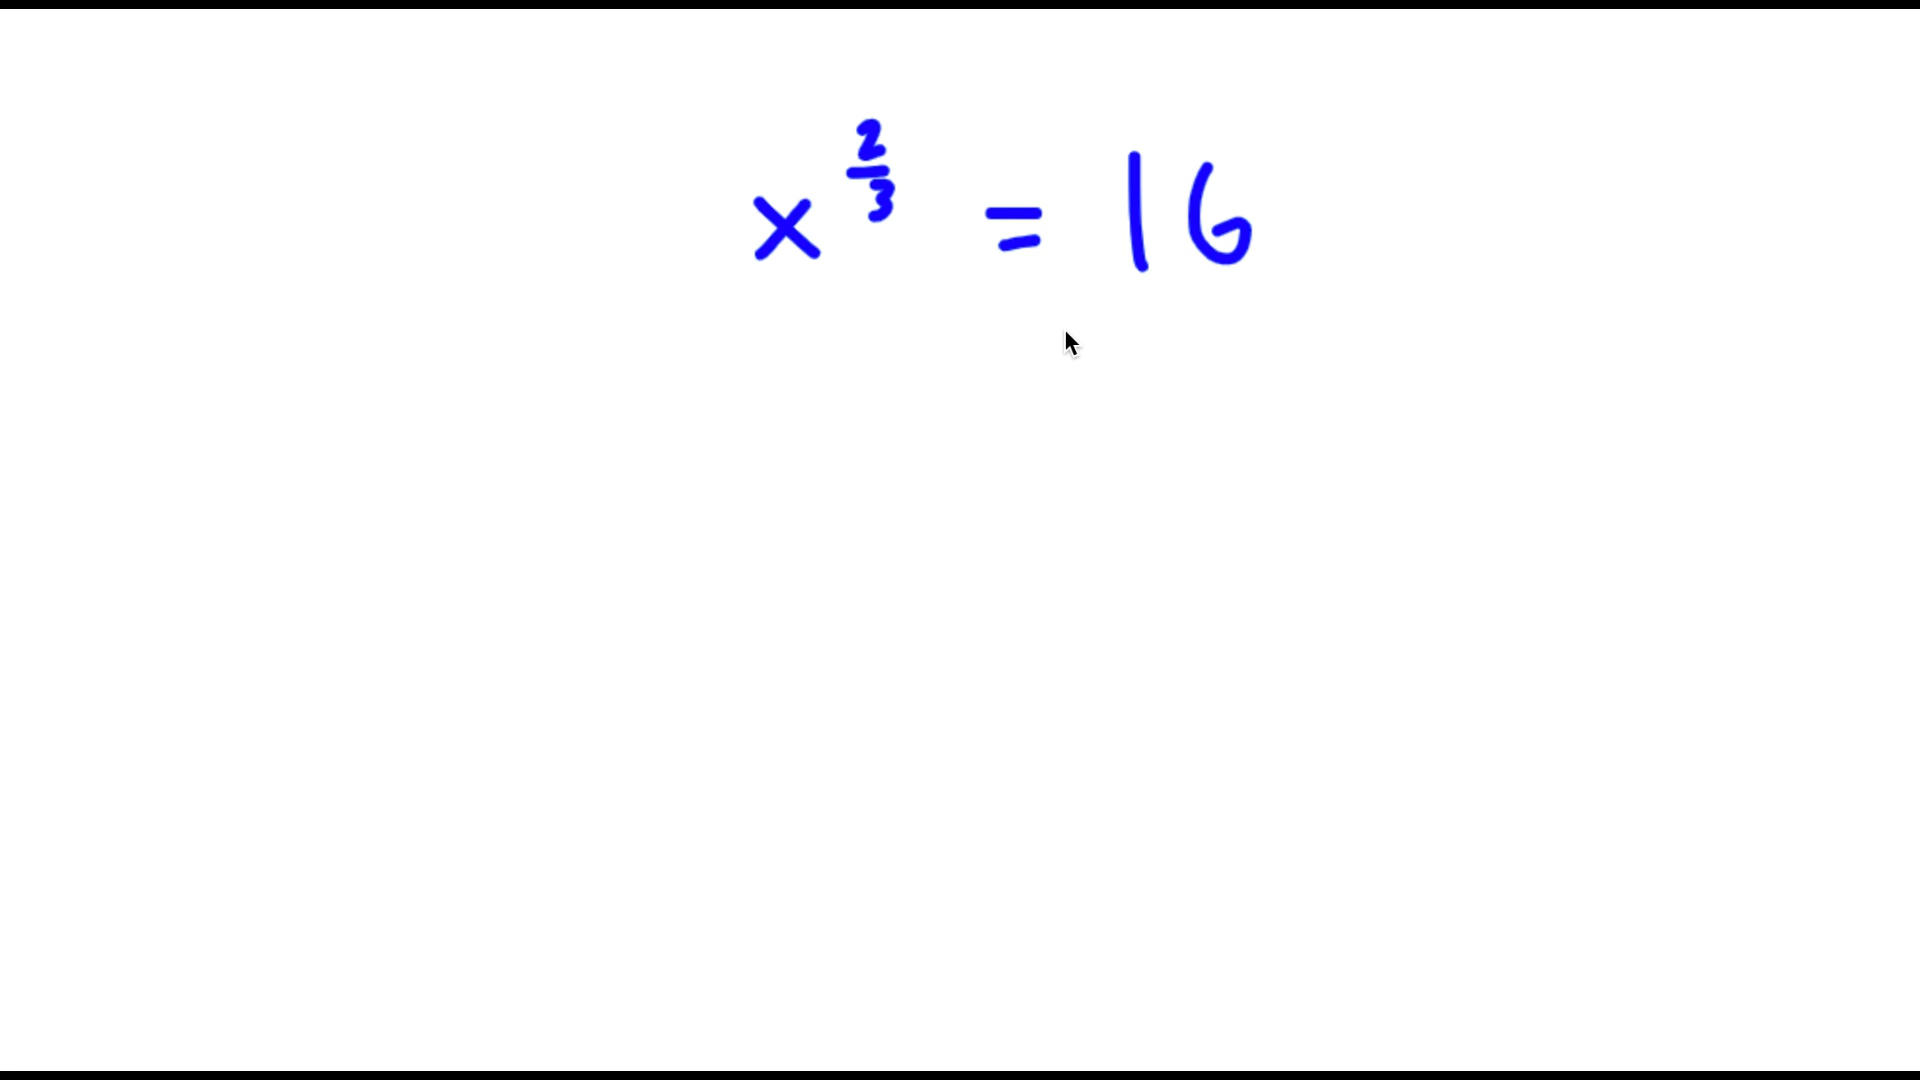 x^{2/3} = 16